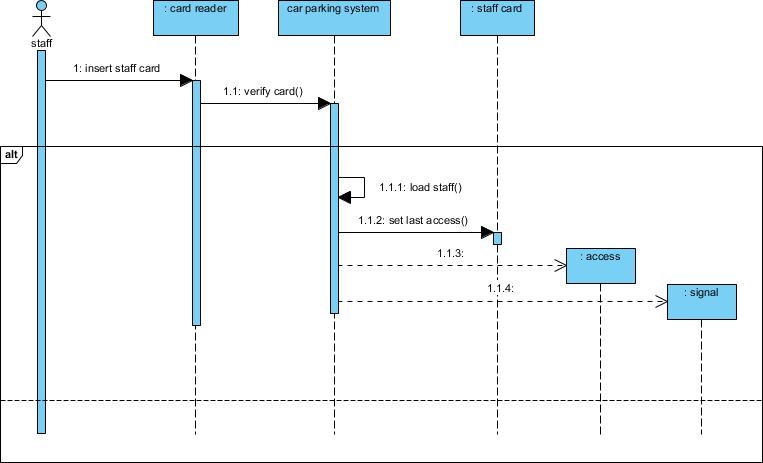 : card reader
car parking system
: staff card
staff
1: insert staff card
1.1: verify card()
alt
1.1.1: load staff()
1.1.2: set last access()
1.1.3:
: access
1.1.4:
: signal